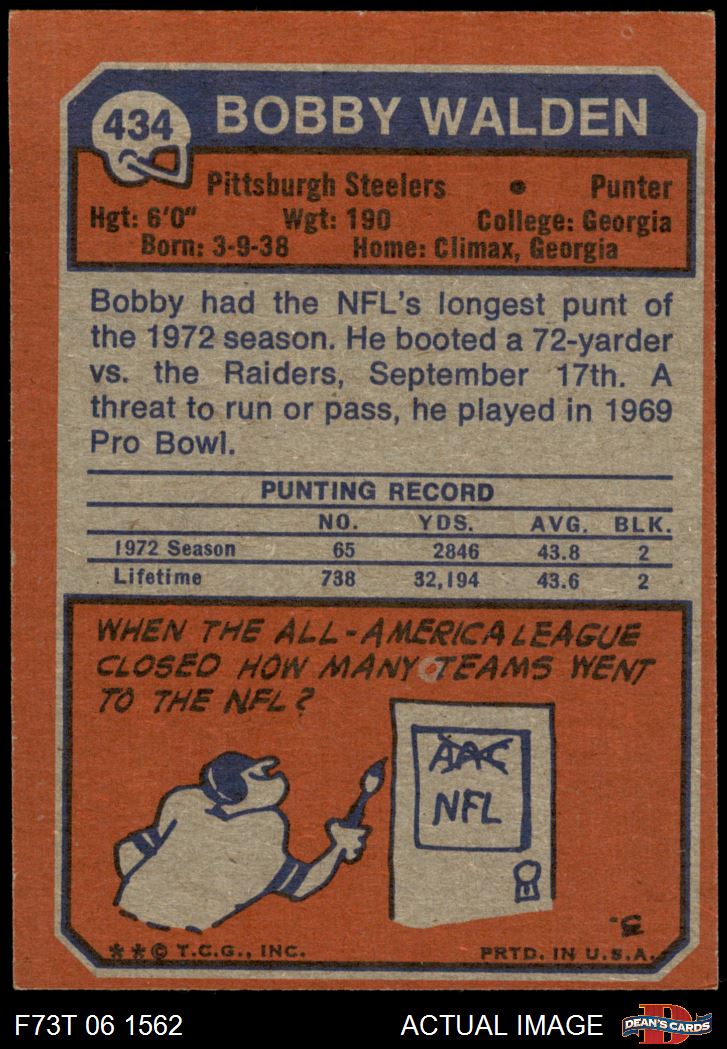 434 BOBBY WALDEN
Pittsburgh Steelers • Punter
Hgt: 6'0" Wgt: 190 College: Georgia
Born: 3-9-38 Home: Climax, Georgia
Bobby had the NFL's longest punt of
the 1972 season. He booted a 72-yarder
vs. the Raiders, September 17th. A
threat to run or pass, he played in 1969
Pro Bowl.
PUNTING RECORD
NO. YDS. AVG. BLK.
1972 Season 65 2846 43.8 2
Lifetime 738 32,194 43.6 2
WHEN THE ALL-AMERICA LEAGUE
CLOSED HOW MANY TEAMS WENT
TO THE NFL?
AAC
NFL
** © T.C.G., INC. PRTD. IN U.S.A.
F73T 06 1562 ACTUAL IMAGE DEAN'S CARDS